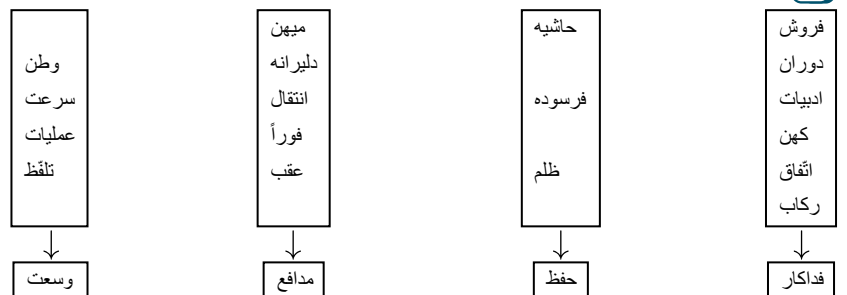 فروش
دوران
ادبیات
کهن
اتّفاق
رکاب
فداکار
حاشیه
فرسوده
ظلم
حفظ
میهن
دلیرانه
انتقال
فوراً
عقب
مدافع
وطن
سرعت
عملیات
تلفّظ
وسعت